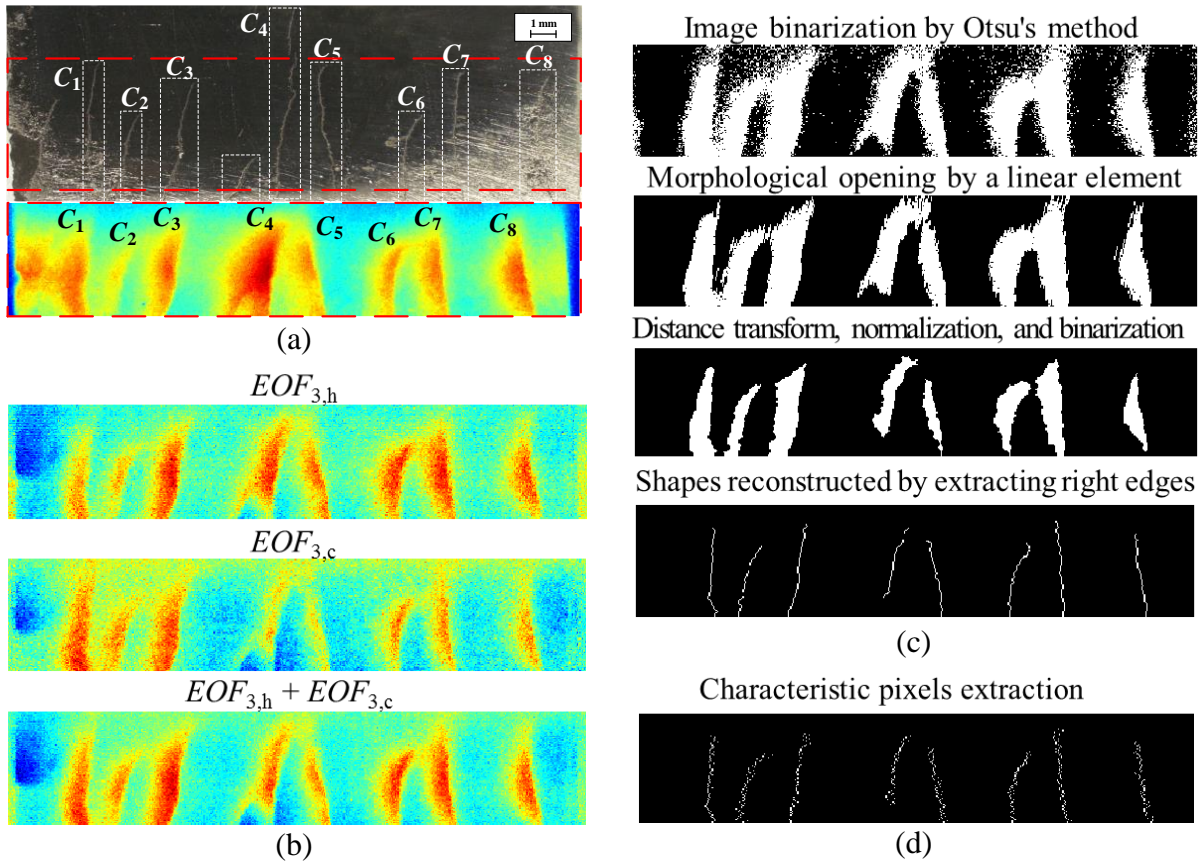 C4
1 mm
C1
C2
C3
C5
C6
C7
C8
C1
C2
C3
C4
C5
C6
C7
C8
(a)
EOF3,h
EOF3,c
EOF3,h + EOF3,c
(b)
Image binarization by Otsu's method
Morphological opening by a linear element
Distance transform, normalization, and binarization
Shapes reconstructed by extracting right edges
(c)
Characteristic pixels extraction
(d)